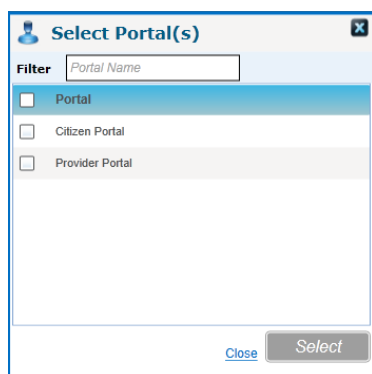 Select Portal(s)
Filter Portal Name
Portal
Citizen Portal
Provider Portal
Close Select